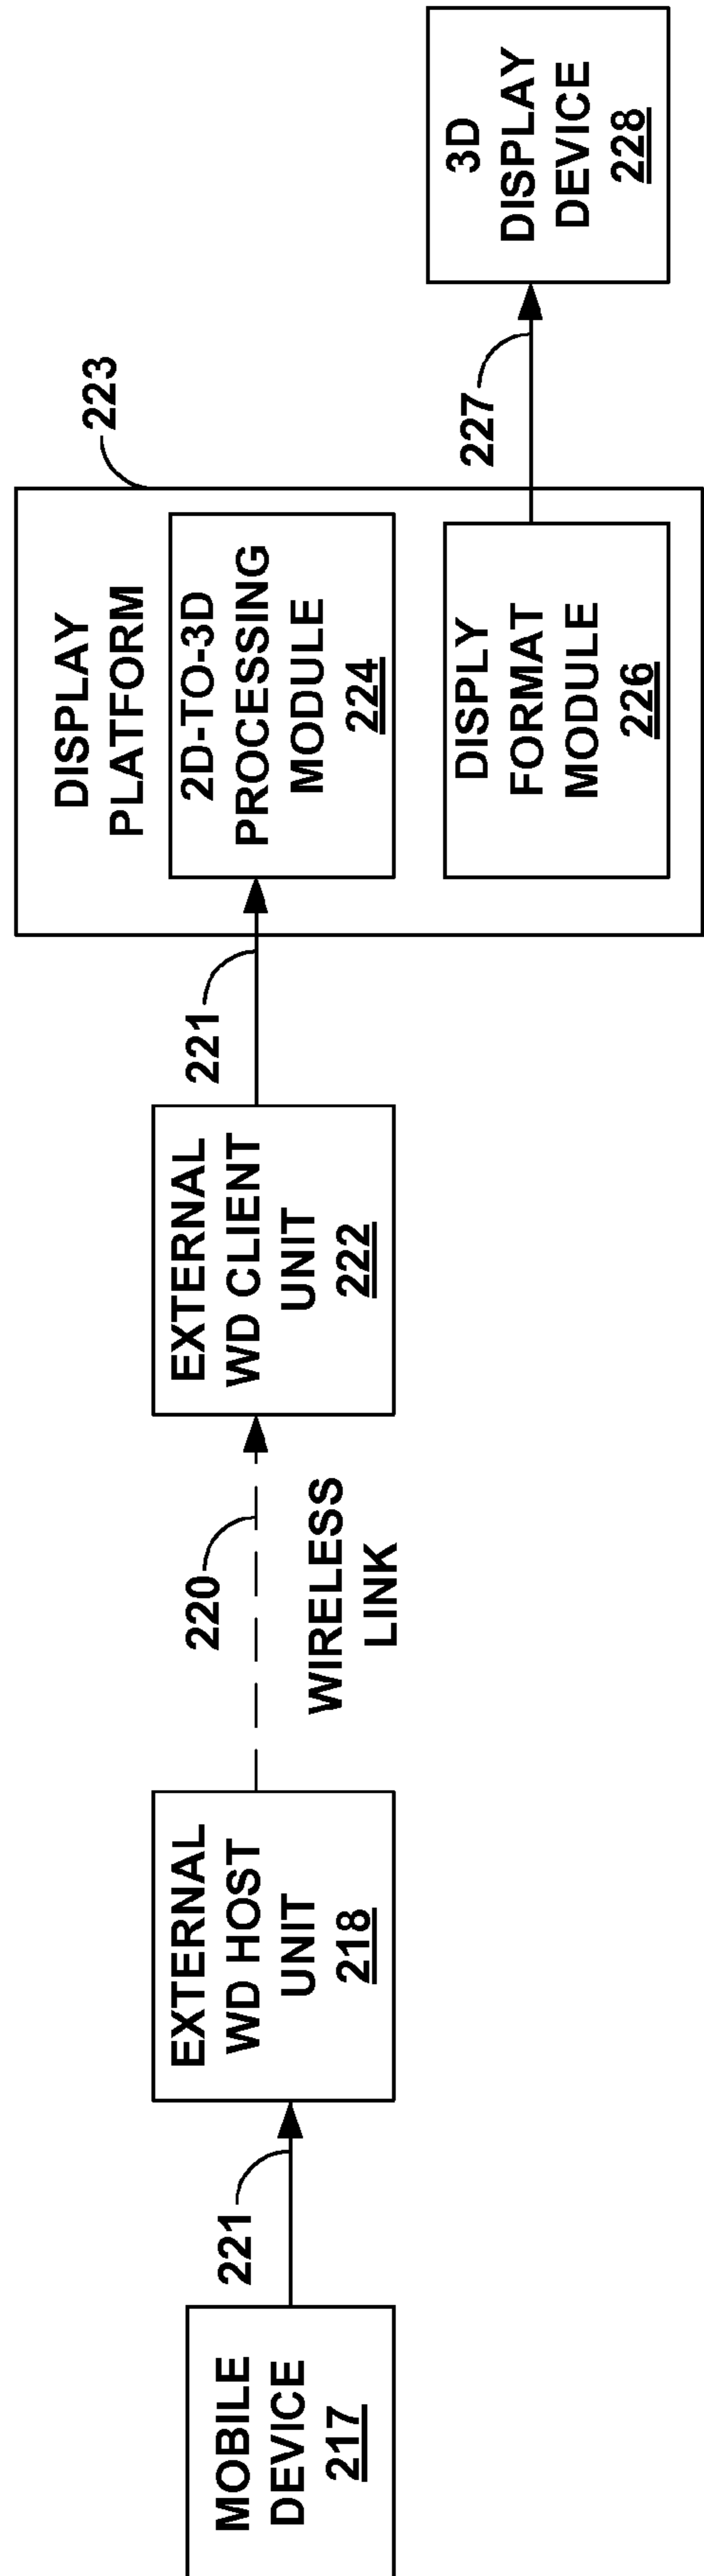 MOBILE
DEVICE
217
221
EXTERNAL
WD HOST
UNIT
218
220
WIRELESS
LINK
EXTERNAL
WD CLIENT
UNIT
222
221
223
DISPLAY
PLATFORM
2D-TO-3D
PROCESSING
MODULE
224
DISPLY
FORMAT
MODULE
226
227
3D
DISPLAY
DEVICE
228